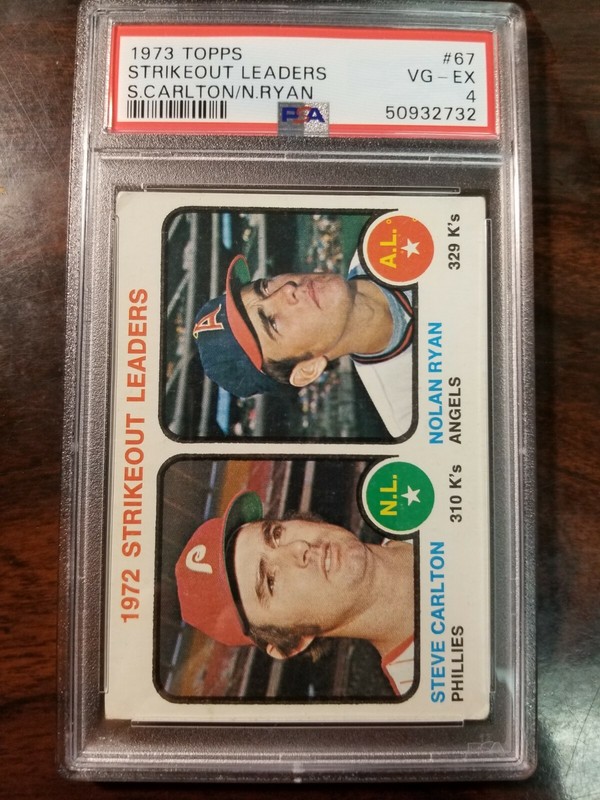 1973 TOPPS #67
STRIKEOUT LEADERS VG-EX
S.CARLTON/N.RYAN 4
PSA 50932732
1972 STRIKEOUT LEADERS
P
N.L.
STEVE CARLTON 310 K's
PHILLIES
A
A.L.
NOLAN RYAN 329 K's
ANGELS
PSA